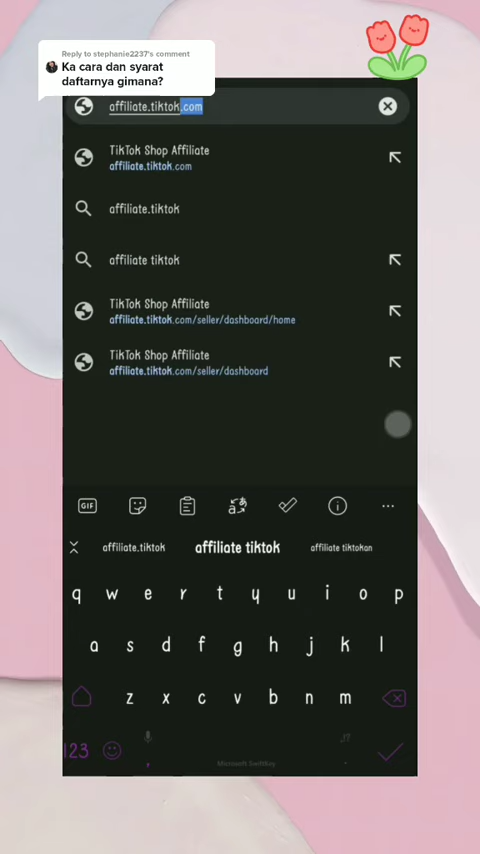 Reply to stephanie2237's comment
Ka cara dan syarat
daftarnya gimana?
affiliate.tiktok.com
TikTok Shop Affiliate
affiliate.tiktok.com
affiliate.tiktok
affiliate tiktok
TikTok Shop Affiliate
affiliate.tiktok.com/seller/dashboard/home
TikTok Shop Affiliate
affiliate.tiktok.com/seller/dashboard
GIF
affiliate.tiktok affiliate tiktok affiliate tiktokan
q w e r t y u i o p
a s d f g h j k l
z x c v b n m
123 ,
Microsoft SwiftKey